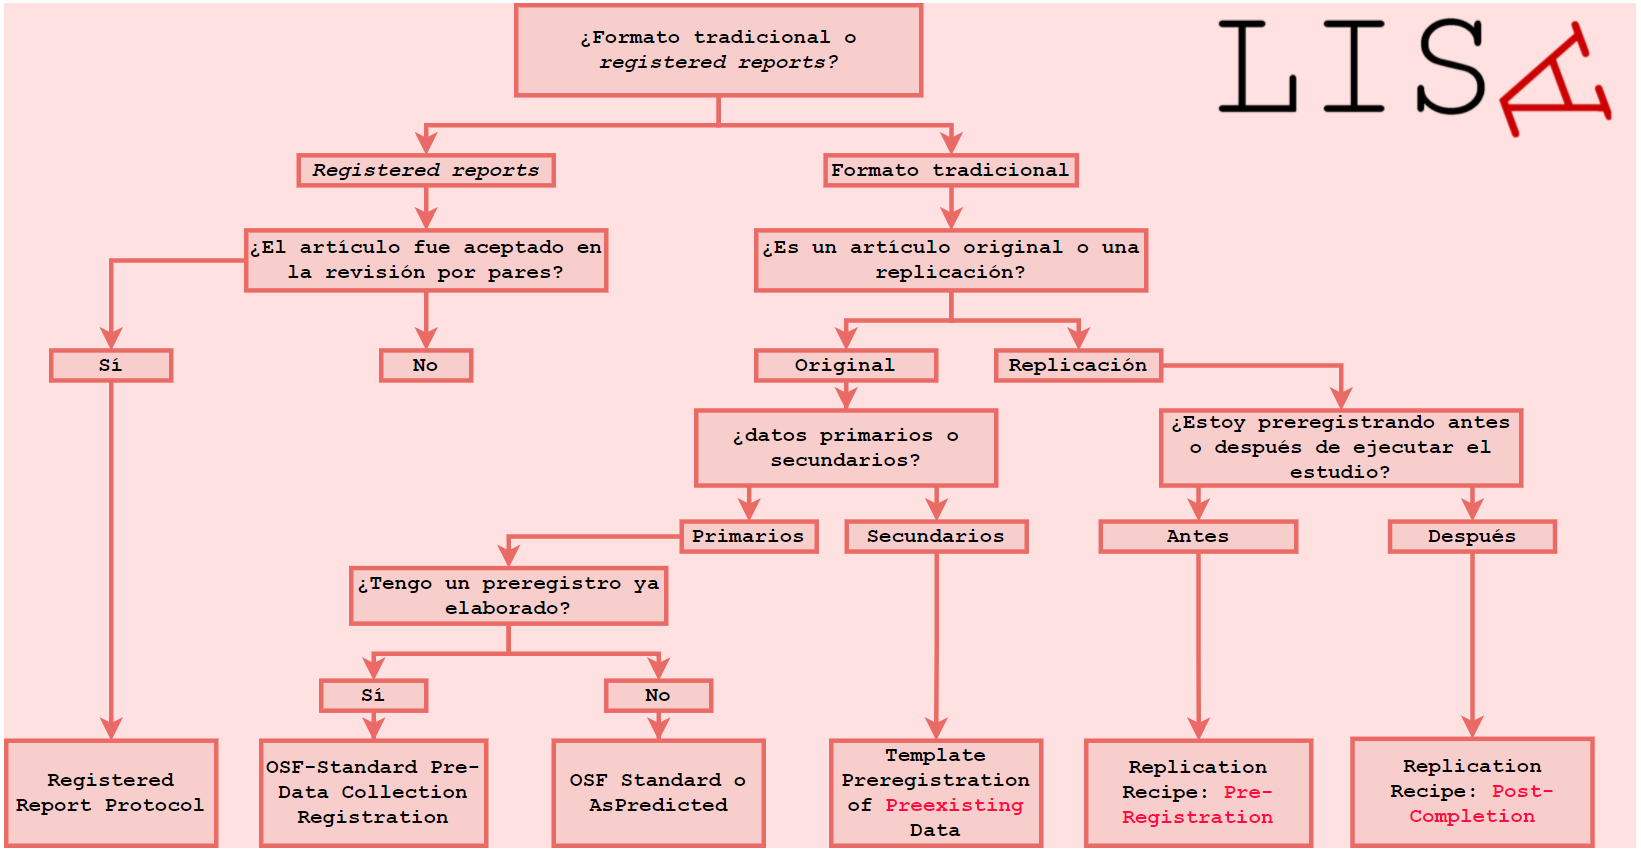 ¿Formato tradicional o
registered reports?
LISA
Registered reports
Formato tradicional
¿El artículo fue aceptado en
la revisión por pares?
¿Es un artículo original o una
replicación?
Sí
No
Original
Replicación
¿datos primarios o
secundarios?
¿Estoy preregistrando antes
o después de ejecutar el
estudio?
Primarios
Secundarios
Antes
Después
¿Tengo un preregistro ya
elaborado?
Sí
No
Registered
Report Protocol
OSF-Standard Pre-
Data Collection
Registration
OSF Standard o
AsPredicted
Template
Preregistration
of Preexisting
Data
Replication
Recipe: Pre-
Registration
Replication
Recipe: Post-
Completion